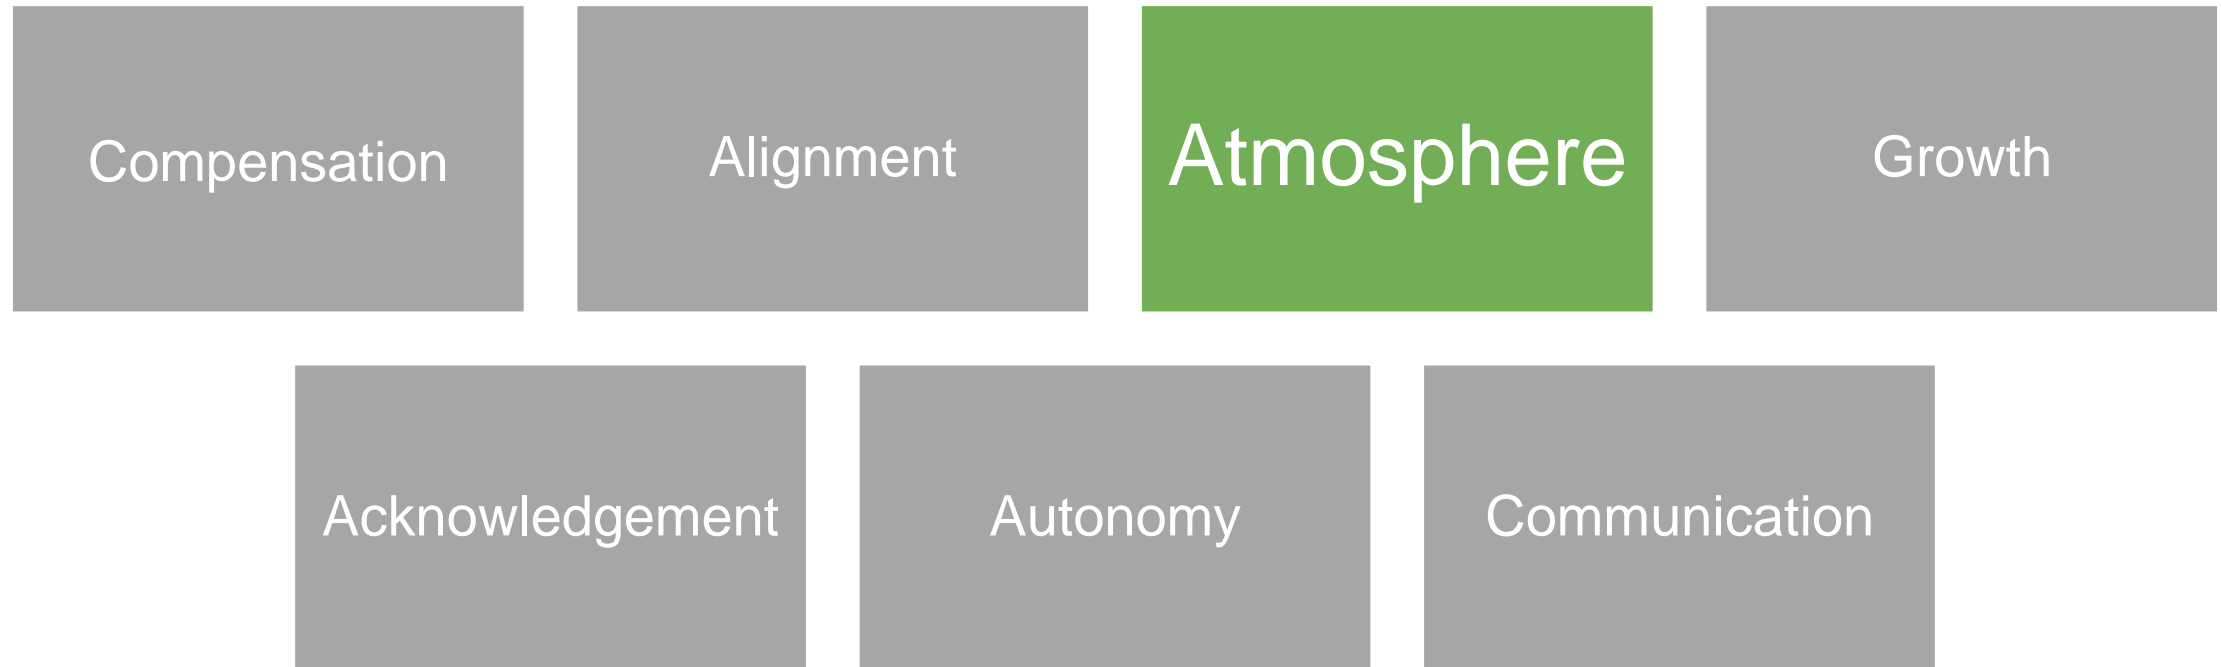 Compensation
Alignment
Atmosphere
Growth
Acknowledgement
Autonomy
Communication